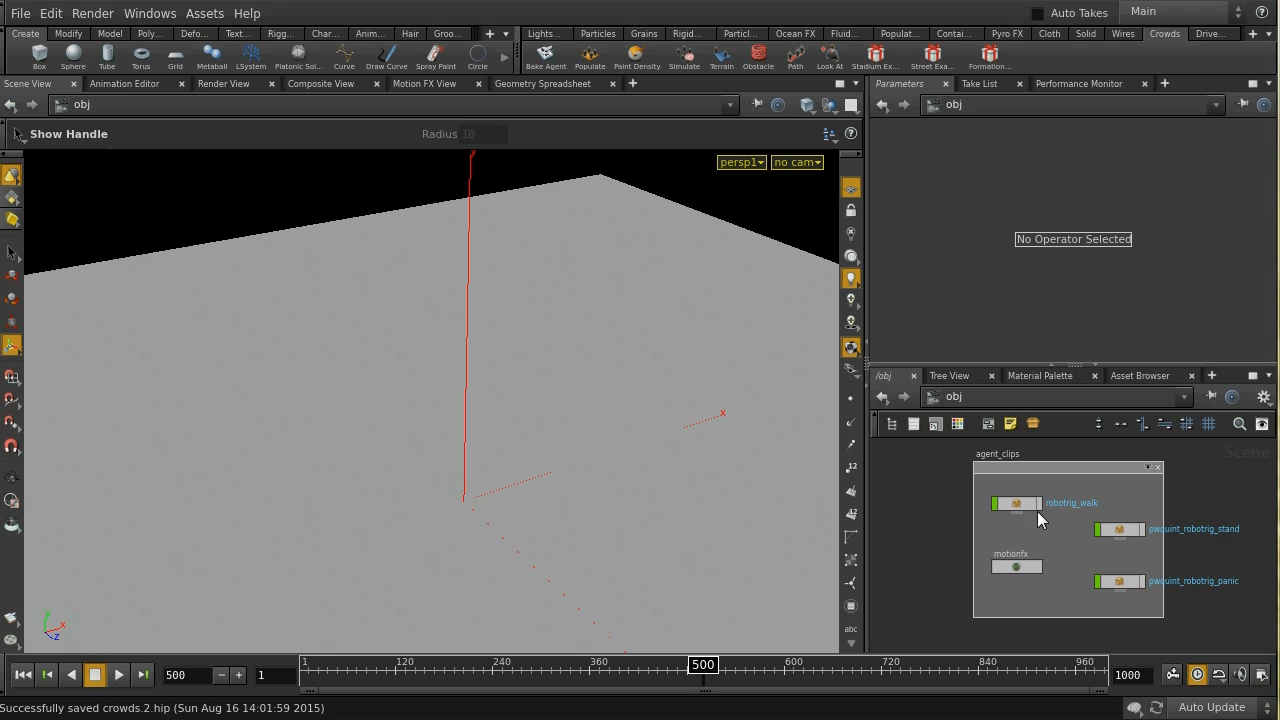 File Edit Render Windows Assets Help Auto Takes Main
Create Modify Model Poly... Defo... Text... Rigg... Char... Anim... Hair Groo... Lights... Particles Grains Rigid... Particl... Ocean FX Fluid... Populat... Contai... Pyro FX Cloth Solid Wires Crowds Drive...
Box Sphere Tube Torus Grid Metaball LSystem Platonic Sol... Curve Draw Curve Spray Paint Circle Bake Agent Populate Paint Density Simulate Terrain Obstacle Path Look At Stadium Ex... Street Exa... Formation...
Scene View Animation Editor Render View Composite View Motion FX View Geometry Spreadsheet Parameters Take List Performance Monitor
obj obj
Show Handle Radius 10
y
persp1 no cam
No Operator Selected
/obj Tree View Material Palette Asset Browser
obj
Scene
agent_clips
robotrig_walk
pwquint_robotrig_stand
motionfx
pwquint_robotrig_panic
x
x
z
12
12
abc
500 1 1 120 240 360 500 600 720 840 960 1000
Successfully saved crowds.2.hip (Sun Aug 16 14:01:59 2015) Auto Update